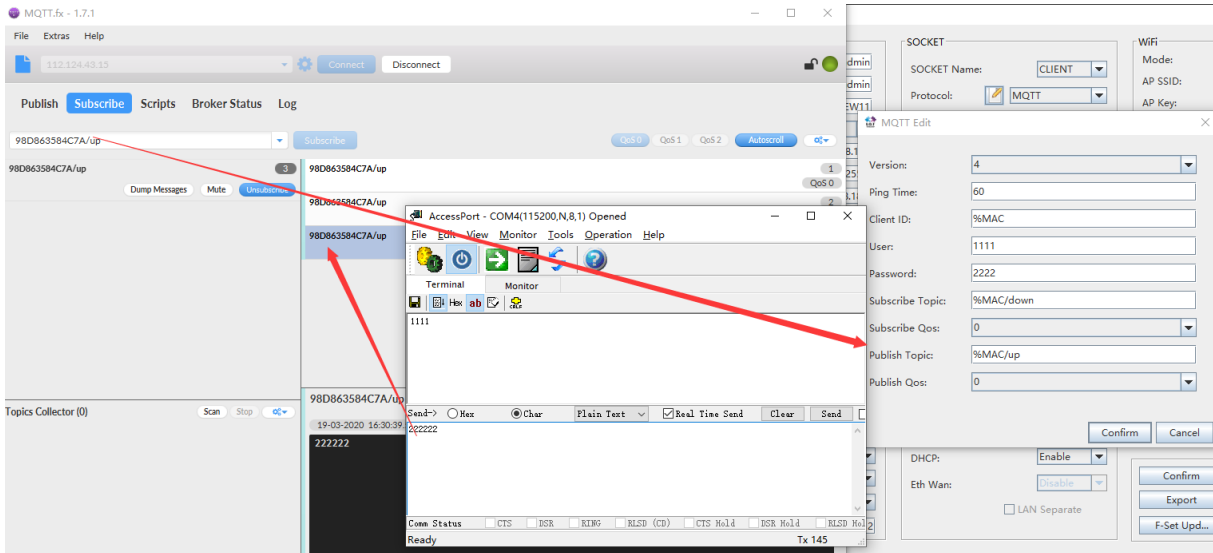 MQTT.fx - 1.7.1
File Extras Help
112.124.43.15
Connect
Disconnect
Publish Subscribe Scripts Broker Status Log
98D863584C7A/up
Subscribe
QoS 0 QoS 1 QoS 2 Autoscroll
98D863584C7A/up
3
Dump Messages Mute Unsubscribe
98D863584C7A/up
1
QoS 0
98D863584C7A/up
2
98D863584C7A/up
Topics Collector (0)
Scan Stop
98D863584C7A/up
19-03-2020 16:30:39.
222222
AccessPort - COM4(115200,N,8,1) Opened
File Edit View Monitor Tools Operation Help
Terminal Monitor
Hex ab
1111
Send-> Hex Char Plain Text Real Time Send Clear Send
222222
Comm Status CTS DSR RING RLSD (CD) CTS Hold DSR Hold RLSD Hol
Ready
Tx 145
dmin
dmin
EW11
SOCKET
SOCKET Name: CLIENT
Protocol: MQTT
WiFi
Mode:
AP SSID:
AP Key:
MQTT Edit
Version: 4
Ping Time: 60
Client ID: %MAC
User: 1111
Password: 2222
Subscribe Topic: %MAC/down
Subscribe Qos: 0
Publish Topic: %MAC/up
Publish Qos: 0
Confirm Cancel
DHCP: Enable
Eth Wan: Disable
LAN Separate
Confirm
Export
F-Set Upd...